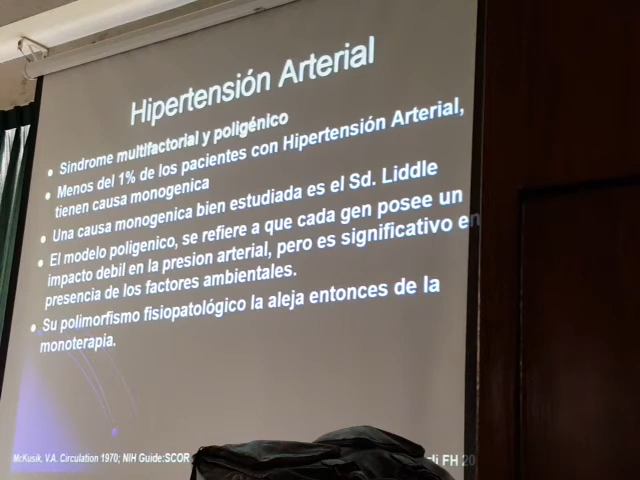 Hipertensión Arterial
• Sindrome multifactorial y poligénico
• Menos del 1% de los pacientes con Hipertensión Arterial,
tienen causa monogenica
• Una causa monogenica bien estudiada es el Sd. Liddle
• El modelo poligenico, se refiere a que cada gen posee un
impacto debil en la presion arterial, pero es significativo en
presencia de los factores ambientales.
• Su polimorfismo fisiopatológico la aleja entonces de la
monoterapia.
McKusik, V.A. Circulation 1970; NIH Guide:SCOR FH 20